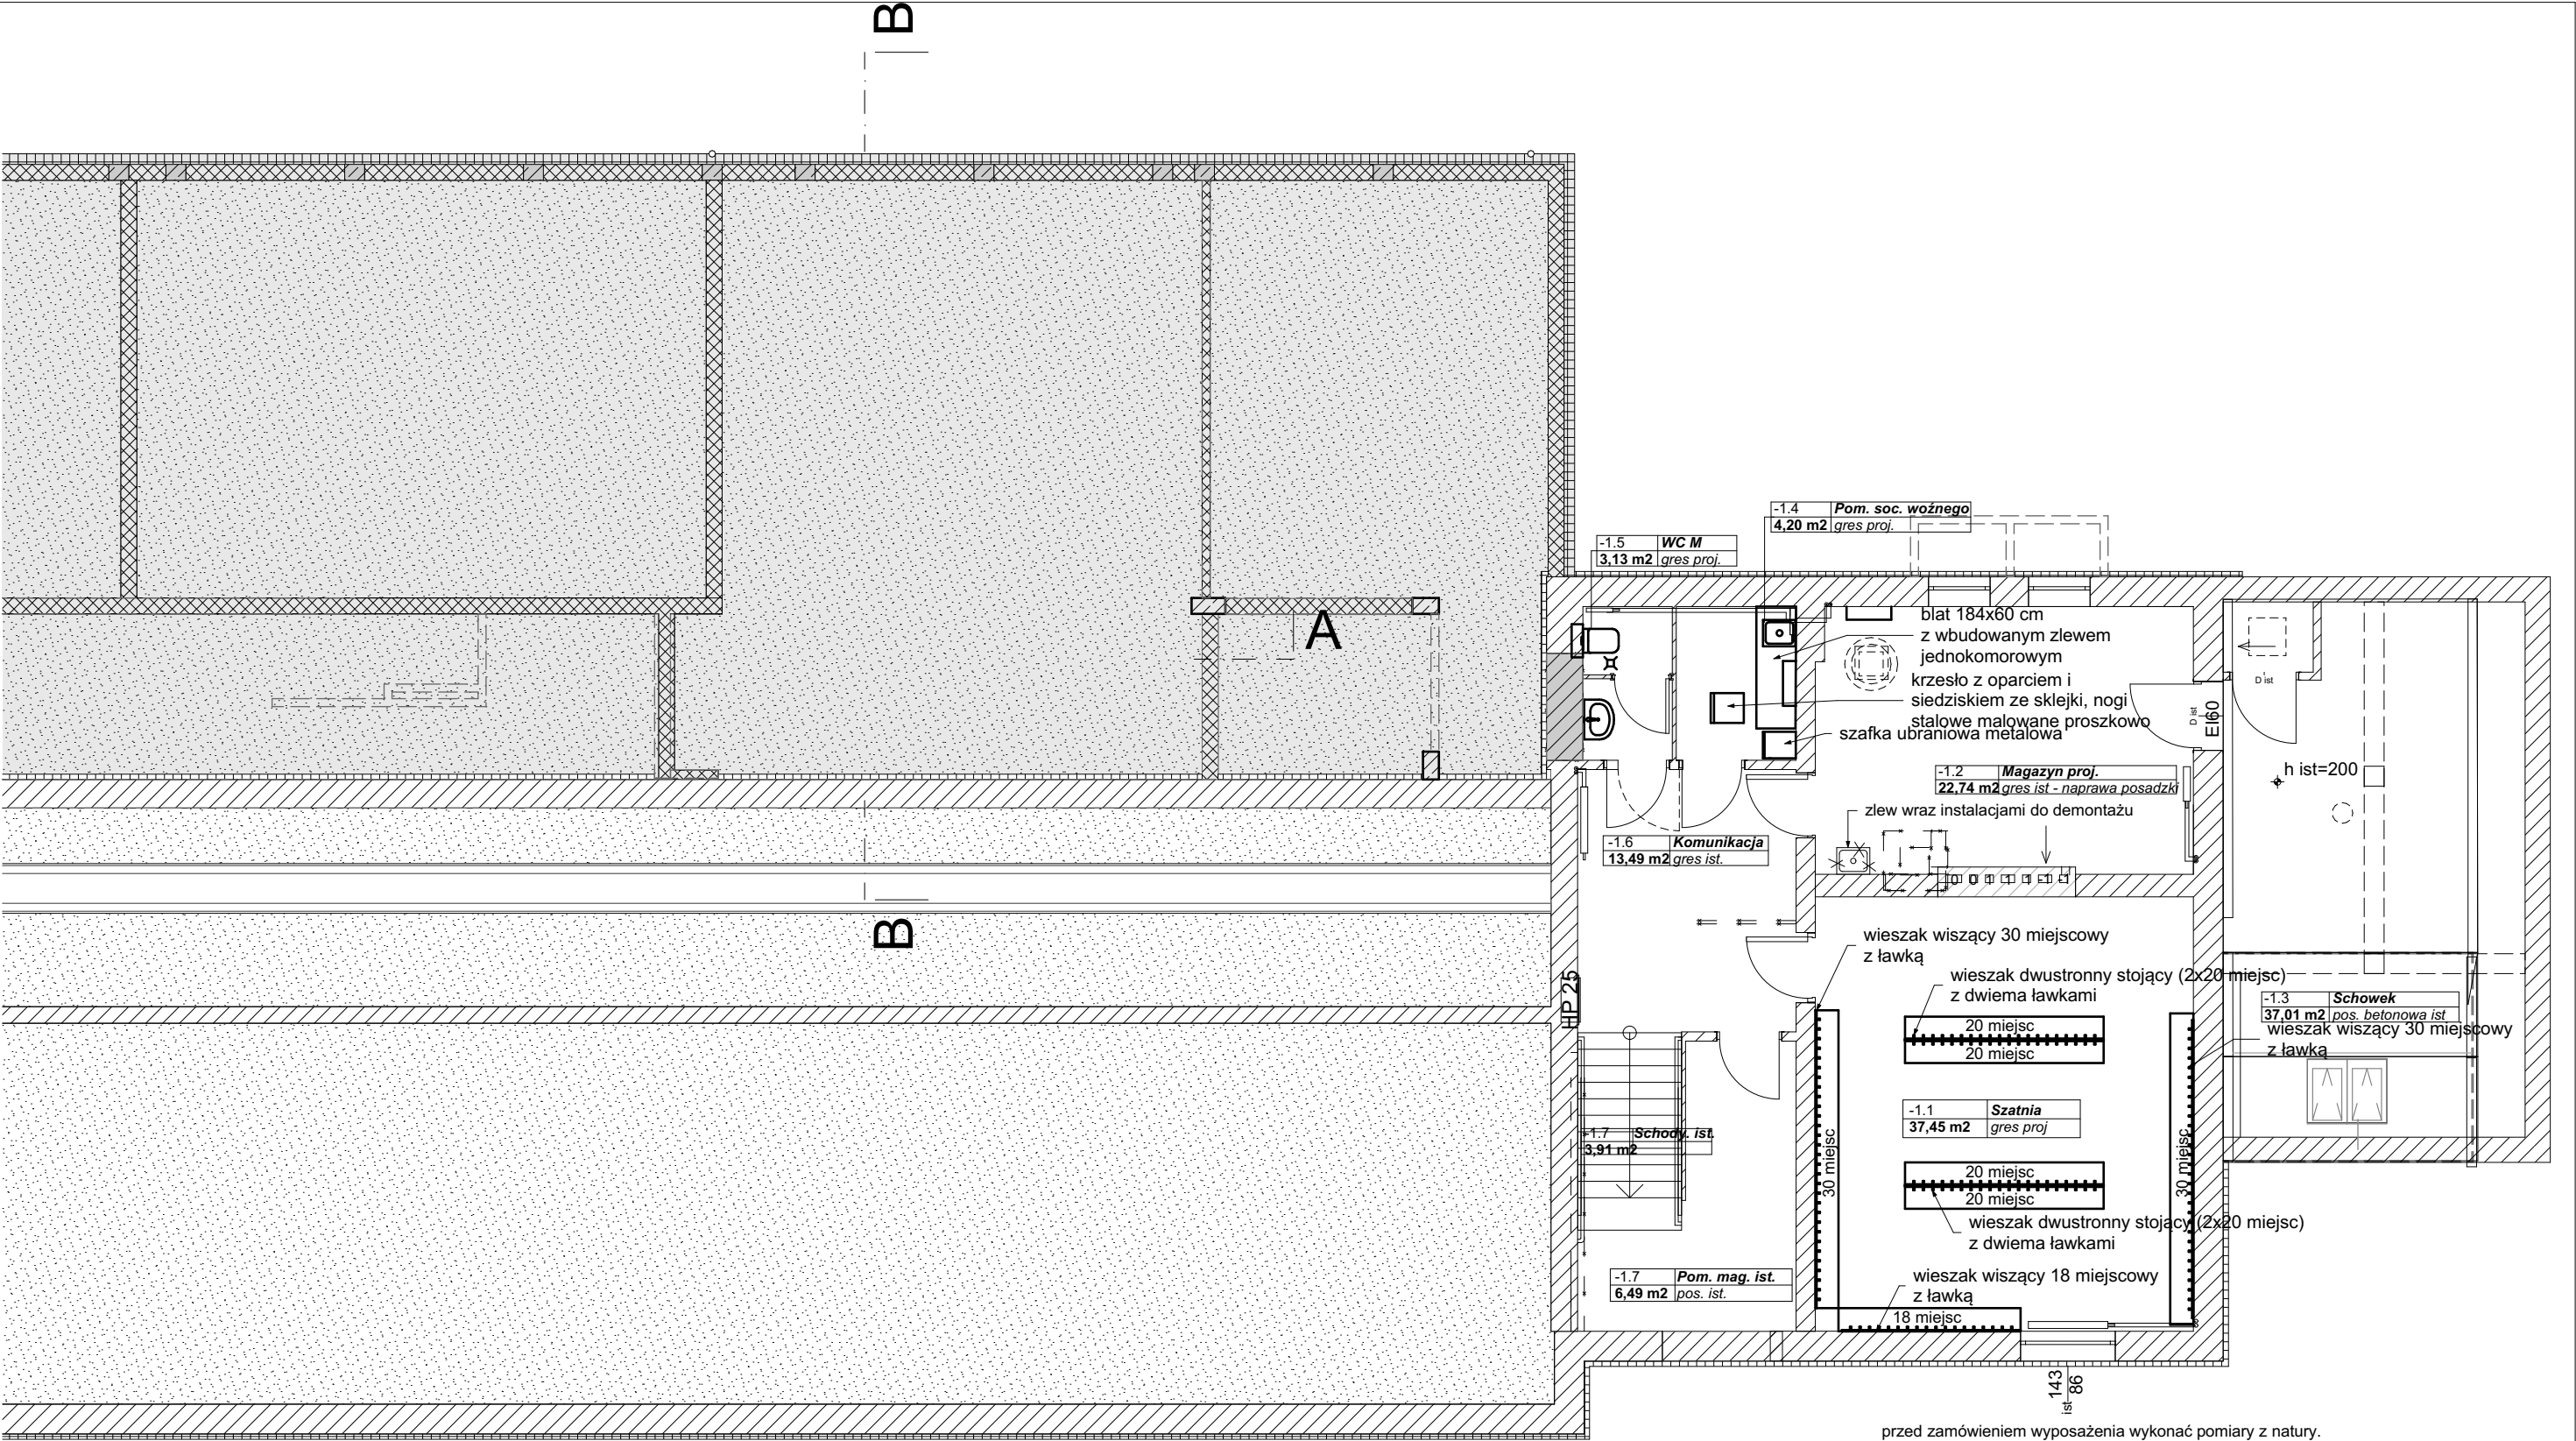 B
-1.4 Pom. soc. woźnego
4,20 m2 gres proj.
-1.5 WC M
3,13 m2 gres proj.
A
blat 184x60 cm
z wbudowanym zlewem
jednokomorowym
krzesło z oparciem i
siedziskiem ze sklejki, nogi
stalowe malowane proszkowo
szafka ubraniowa metalowa
D ist
D ist
EI60
h ist=200
-1.2 Magazyn proj.
22,74 m2 gres ist - naprawa posadzki
zlew wraz instalacjami do demontażu
-1.6 Komunikacja
13,49 m2 gres ist.
B
wieszak wiszący 30 miejscowy
z ławką
wieszak dwustronny stojący (2x20 miejsc)
z dwiema ławkami
HP 25
-1.3 Schowek
37,01 m2 pos. betonowa ist
wieszak wiszący 30 miejscowy
z ławką
20 miejsc
20 miejsc
-1.1 Szatnia
37,45 m2 gres proj
-1.7 Schody. ist.
3,91 m2
30 miejsc
30 miejsc
20 miejsc
20 miejsc
wieszak dwustronny stojący (2x20 miejsc)
z dwiema ławkami
-1.7 Pom. mag. ist.
6,49 m2 pos. ist.
wieszak wiszący 18 miejscowy
z ławką
18 miejsc
143
86
ist
przed zamówieniem wyposażenia wykonać pomiary z natury.